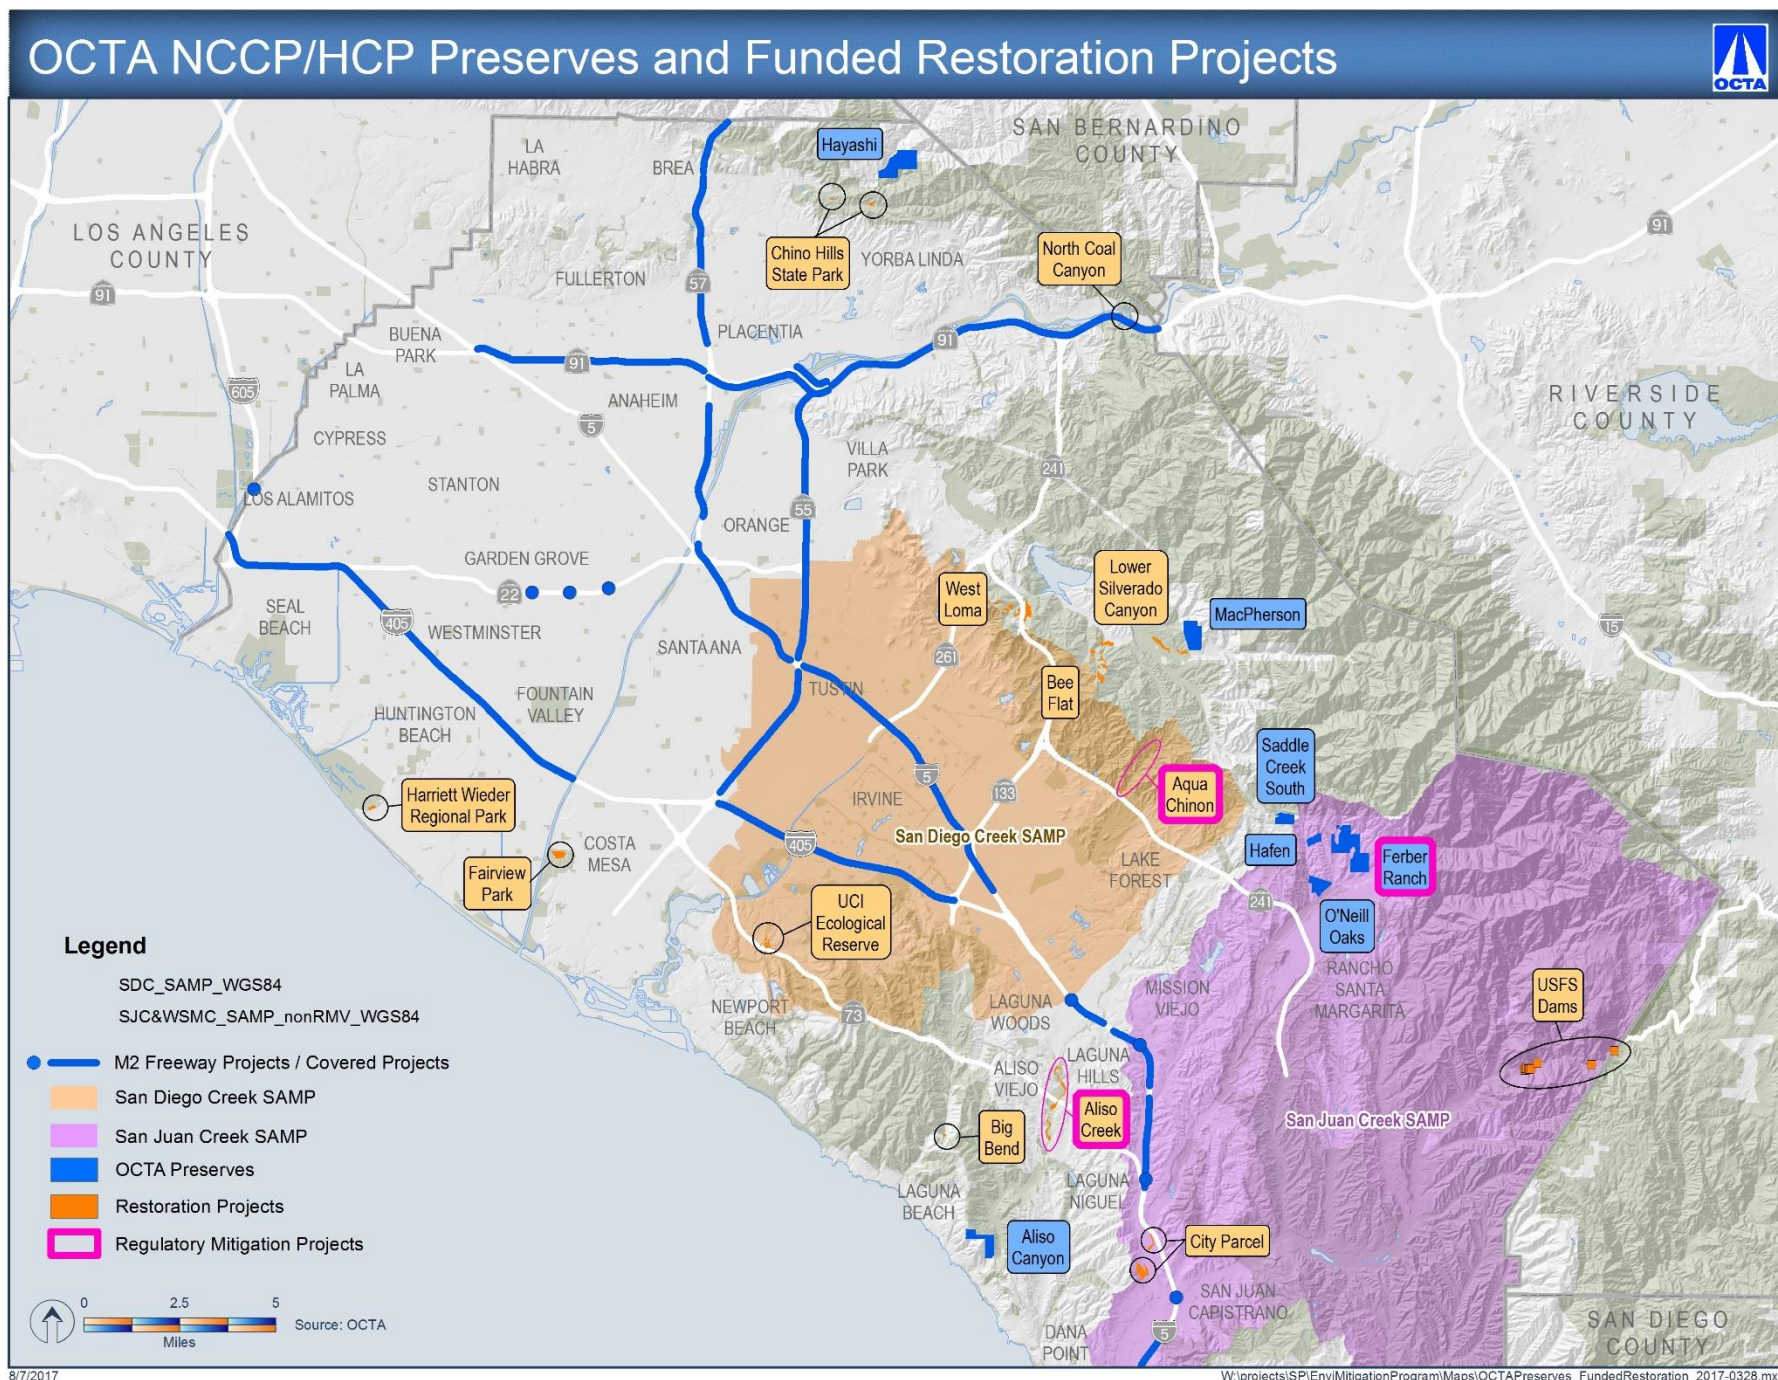 OCTA NCCP/HCP Preserves and Funded Restoration Projects
OCTA
SAN BERNARDINO
COUNTY
LA
HABRA
BREA
Hayashi
LOS ANGELES
COUNTY
91
Chino Hills
State Park
YORBA LINDA
North Coal
Canyon
91
FULLERTON
57
91
BUENA
PARK
PLACENTIA
91
91
LA
PALMA
605
ANAHEIM
5
RIVERSIDE
COUNTY
CYPRESS
VILLA
PARK
241
STANTON
LOS ALAMITOS
55
ORANGE
GARDEN GROVE
22
West
Loma
Lower
Silverado
Canyon
MacPherson
SEAL
BEACH
405
WESTMINSTER
SANTA ANA
261
15
TUSTIN
Bee
Flat
FOUNTAIN
VALLEY
HUNTINGTON
BEACH
Saddle
Creek
South
Harriett Wieder
Regional Park
5
133
IRVINE
Aqua
Chinon
San Diego Creek SAMP
405
COSTA
MESA
LAKE
FOREST
Hafen
Ferber
Ranch
Fairview
Park
UCI
Ecological
Reserve
241
O'Neill
Oaks
Legend
SDC_SAMP_WGS84
SJC&WSMC_SAMP_nonRMV_WGS84
M2 Freeway Projects / Covered Projects
San Diego Creek SAMP
San Juan Creek SAMP
OCTA Preserves
Restoration Projects
Regulatory Mitigation Projects
NEWPORT
BEACH
73
LAGUNA
WOODS
MISSION
VIEJO
RANCHO
SANTA
MARGARITA
USFS
Dams
ALISO
VIEJO
LAGUNA
HILLS
Aliso
Creek
San Juan Creek SAMP
Big
Bend
LAGUNA
NIGUEL
LAGUNA
BEACH
Aliso
Canyon
City Parcel
SAN JUAN
CAPISTRANO
DANA
POINT
5
SAN DIEGO
COUNTY
0 2.5 5
Miles
Source: OCTA
8/7/2017
W:\projects\SP\EnviMitigationProgram\Maps\OCTAPreserves_FundedRestoration_2017-0328.mx